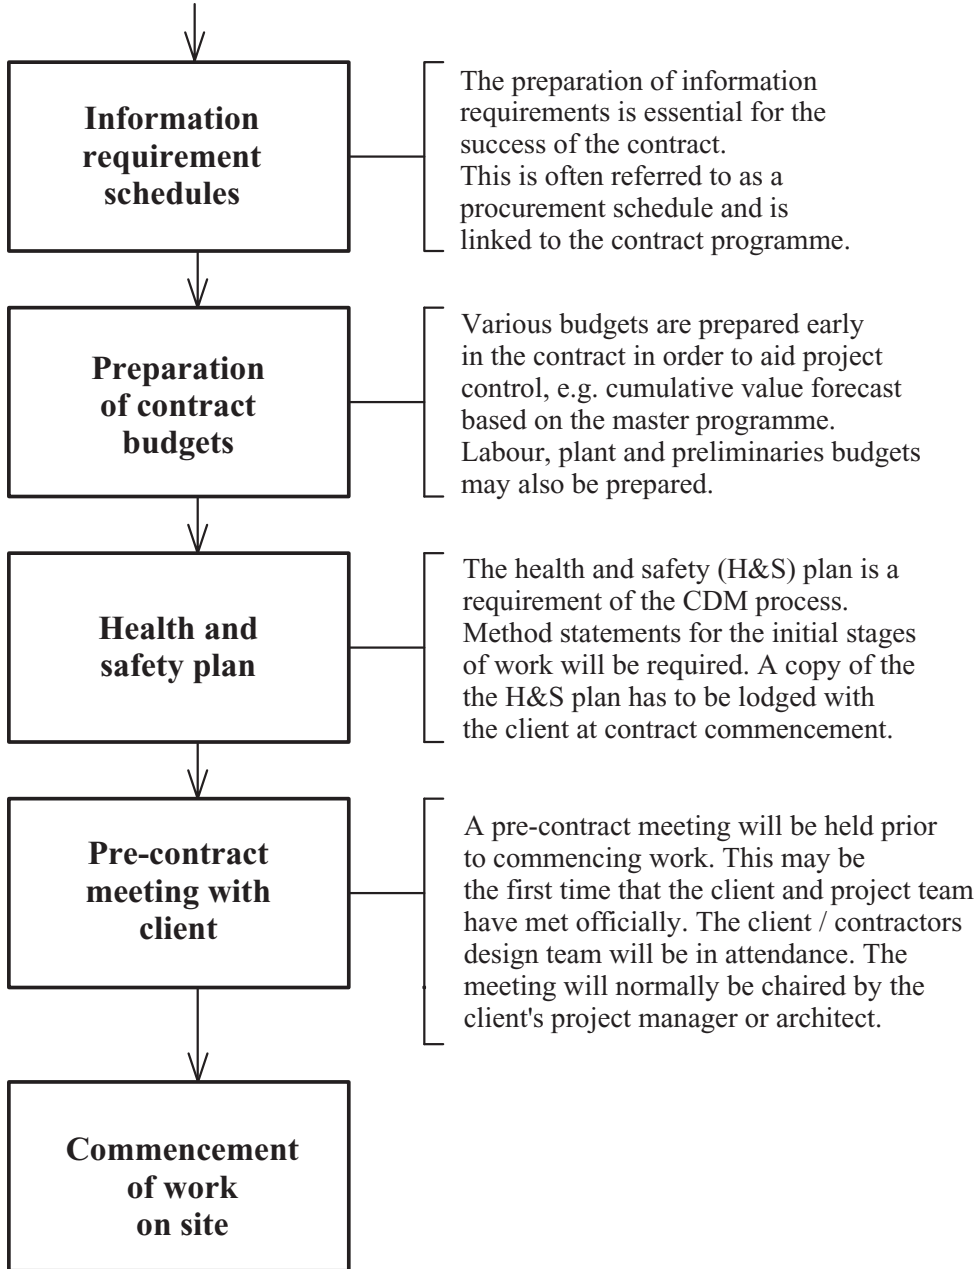 Information
requirement
schedules
The preparation of information
requirements is essential for the
success of the contract.
This is often referred to as a
procurement schedule and is
linked to the contract programme.
Preparation
of contract
budgets
Various budgets are prepared early
in the contract in order to aid project
control, e.g. cumulative value forecast
based on the master programme.
Labour, plant and preliminaries budgets
may also be prepared.
Health and
safety plan
The health and safety (H&S) plan is a
requirement of the CDM process.
Method statements for the initial stages
of work will be required. A copy of the
the H&S plan has to be lodged with
the client at contract commencement.
Pre-contract
meeting with
client
A pre-contract meeting will be held prior
to commencing work. This may be
the first time that the client and project team
have met officially. The client / contractors
design team will be in attendance. The
meeting will normally be chaired by the
client's project manager or architect.
Commencement
of work
on site